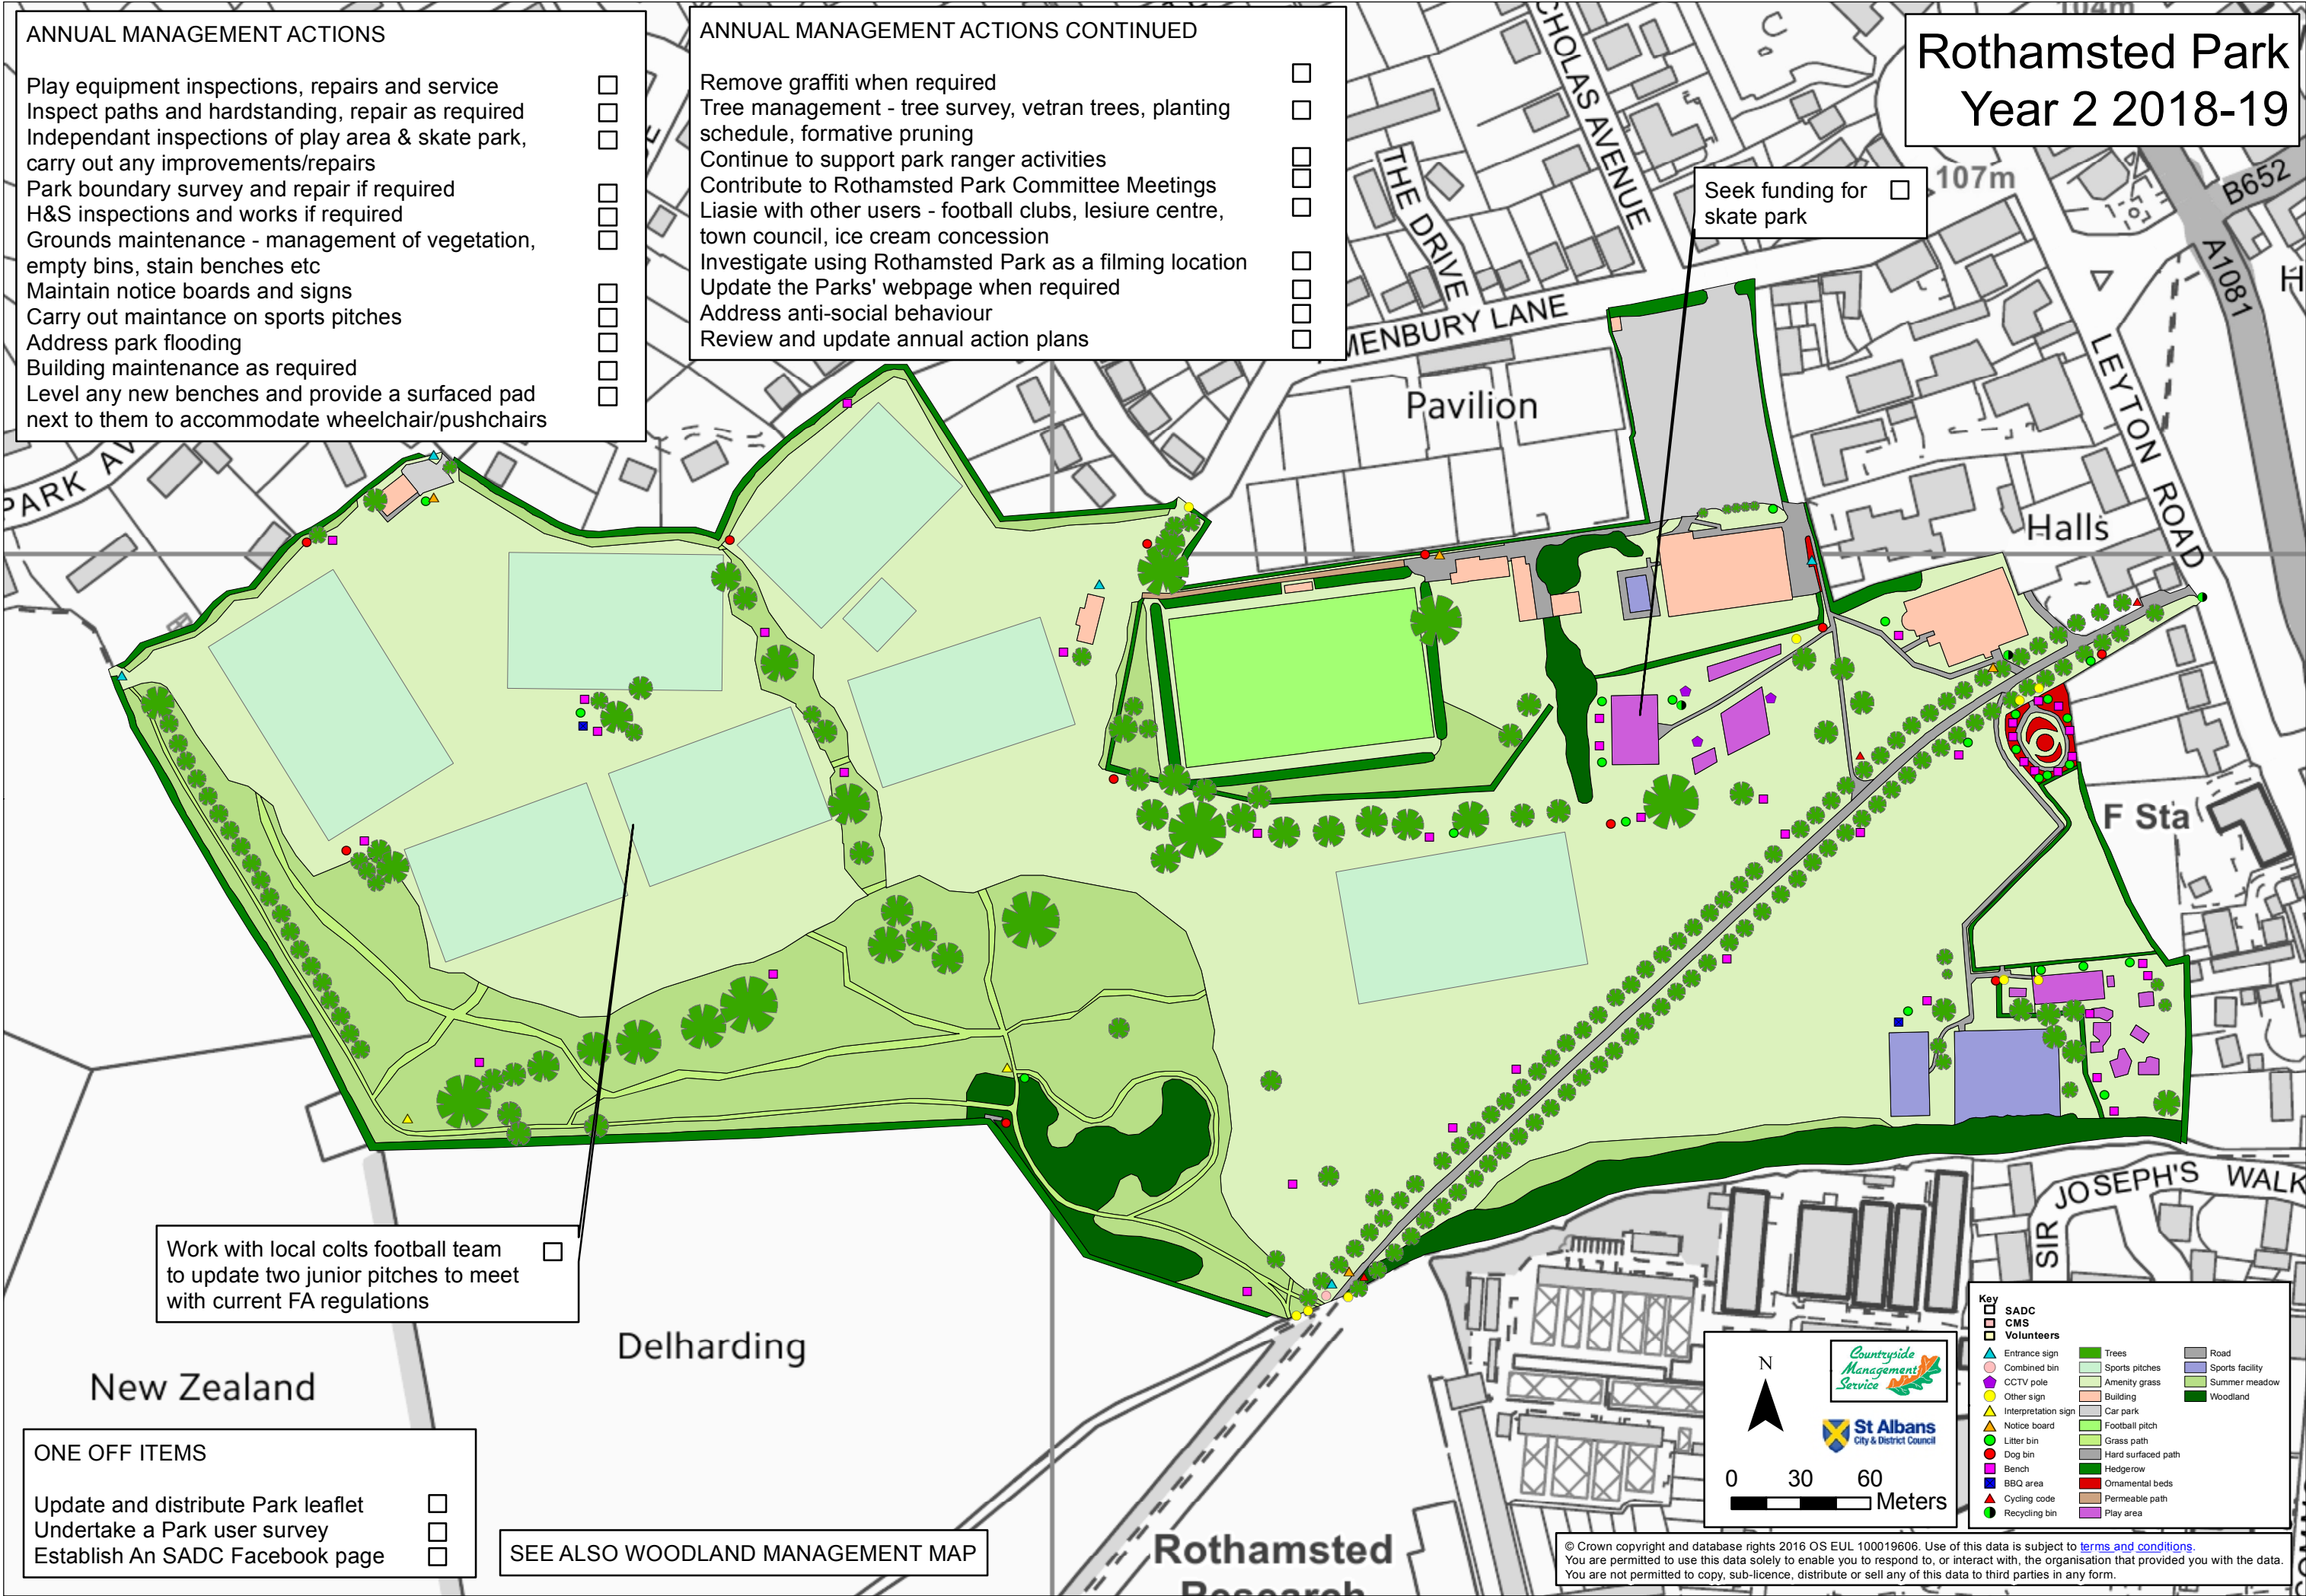 ANNUAL MANAGEMENT ACTIONS
Play equipment inspections, repairs and service
Inspect paths and hardstanding, repair as required
Independant inspections of play area & skate park,
carry out any improvements/repairs
Park boundary survey and repair if required
H&S inspections and works if required
Grounds maintenance - management of vegetation,
empty bins, stain benches etc
Maintain notice boards and signs
Carry out maintance on sports pitches
Address park flooding
Building maintenance as required
Level any new benches and provide a surfaced pad
next to them to accommodate wheelchair/pushchairs
ANNUAL MANAGEMENT ACTIONS CONTINUED
Remove graffiti when required
Tree management - tree survey, vetran trees, planting
schedule, formative pruning
Continue to support park ranger activities
Contribute to Rothamsted Park Committee Meetings
Liasie with other users - football clubs, lesiure centre,
town council, ice cream concession
Investigate using Rothamsted Park as a filming location
Update the Parks' webpage when required
Address anti-social behaviour
Review and update annual action plans
Rothamsted Park
Year 2 2018-19
Seek funding for
skate park
104m
107m
B652
A1081
CHOLAS AVENUE
THE DRIVE
MENBURY LANE
LEYTON ROAD
PARK AV
Pavilion
Halls
F Sta
SIR JOSEPH'S WALK
Work with local colts football team
to update two junior pitches to meet
with current FA regulations
Delharding
New Zealand
ONE OFF ITEMS
Update and distribute Park leaflet
Undertake a Park user survey
Establish An SADC Facebook page
SEE ALSO WOODLAND MANAGEMENT MAP
Rothamsted
Research
N
Countryside
Management
Service
St Albans
City & District Council
0 30 60
Meters
Key
SADC
CMS
Volunteers
Entrance sign
Combined bin
CCTV pole
Other sign
Interpretation sign
Notice board
Litter bin
Dog bin
Bench
BBQ area
Cycling code
Recycling bin
Trees
Sports pitches
Amenity grass
Building
Car park
Football pitch
Grass path
Hard surfaced path
Hedgerow
Ornamental beds
Permeable path
Play area
Road
Sports facility
Summer meadow
Woodland
© Crown copyright and database rights 2016 OS EUL 100019606. Use of this data is subject to terms and conditions.
You are permitted to use this data solely to enable you to respond to, or interact with, the organisation that provided you with the data.
You are not permitted to copy, sub-licence, distribute or sell any of this data to third parties in any form.